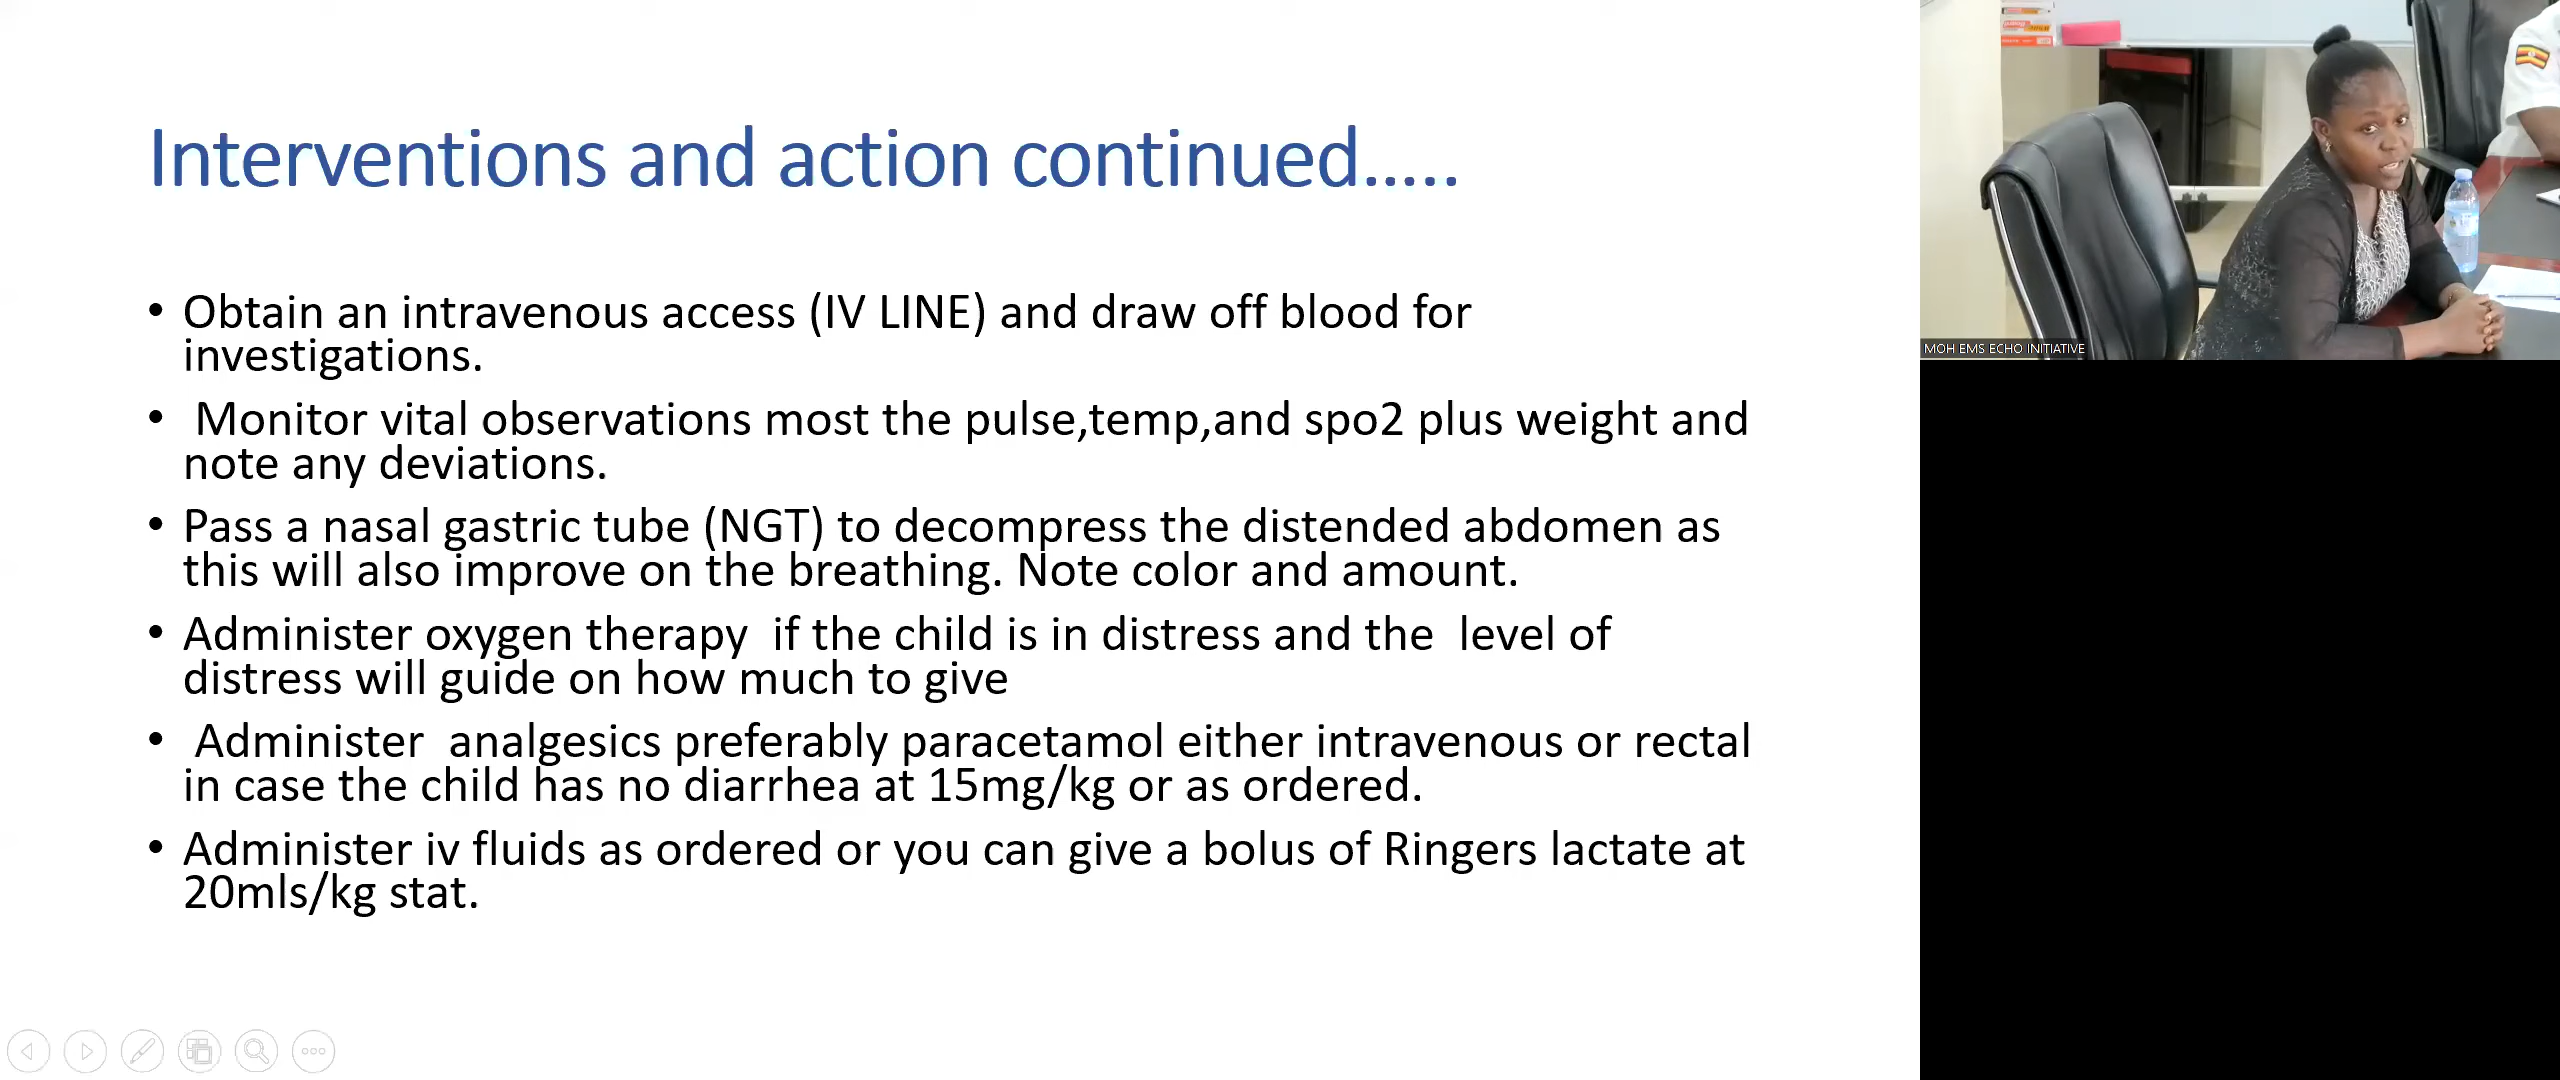 Interventions and action continued.....
• Obtain an intravenous access (IV LINE) and draw off blood for
investigations.
• Monitor vital observations most the pulse,temp,and spo2 plus weight and
note any deviations.
• Pass a nasal gastric tube (NGT) to decompress the distended abdomen as
this will also improve on the breathing. Note color and amount.
• Administer oxygen therapy  if the child is in distress and the  level of
distress will guide on how much to give
• Administer  analgesics preferably paracetamol either intravenous or rectal
in case the child has no diarrhea at 15mg/kg or as ordered.
• Administer iv fluids as ordered or you can give a bolus of Ringers lactate at
20mls/kg stat.
MOH EMS ECHO INITIATIVE